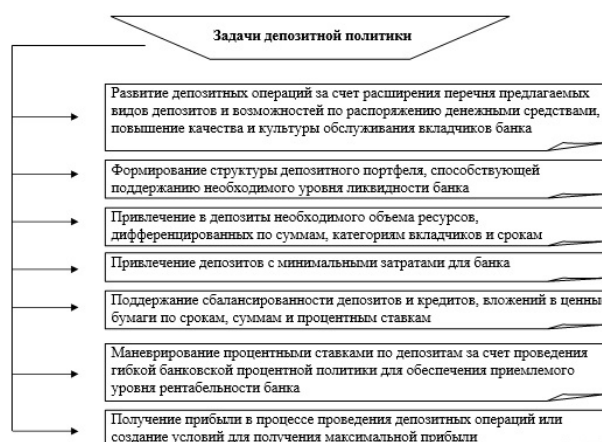 Задачи депозитной политики
Развитие депозитных операций за счет расширения перечня предлагаемых
видов депозитов и возможностей по распоряжению денежными средствами,
повышение качества и культуры обслуживания вкладчиков банка
Формирование структуры депозитного портфеля, способствующей
поддержанию необходимого уровня ликвидности банка
Привлечение в депозиты необходимого объема ресурсов,
дифференцированных по суммам, категориям вкладчиков и срокам
Привлечение депозитов с минимальными затратами для банка
Поддержание сбалансированности депозитов и кредитов, вложений в ценны
бумаги по срокам, суммам и процентным ставкам
Маневрирование процентными ставками по депозитам за счет проведения
гибкой банковской процентной политики для обеспечения приемлемого
уровня рентабельности банка
Получение прибыли в процессе проведения депозитных операций или
создание условий для получения максимальной прибыли